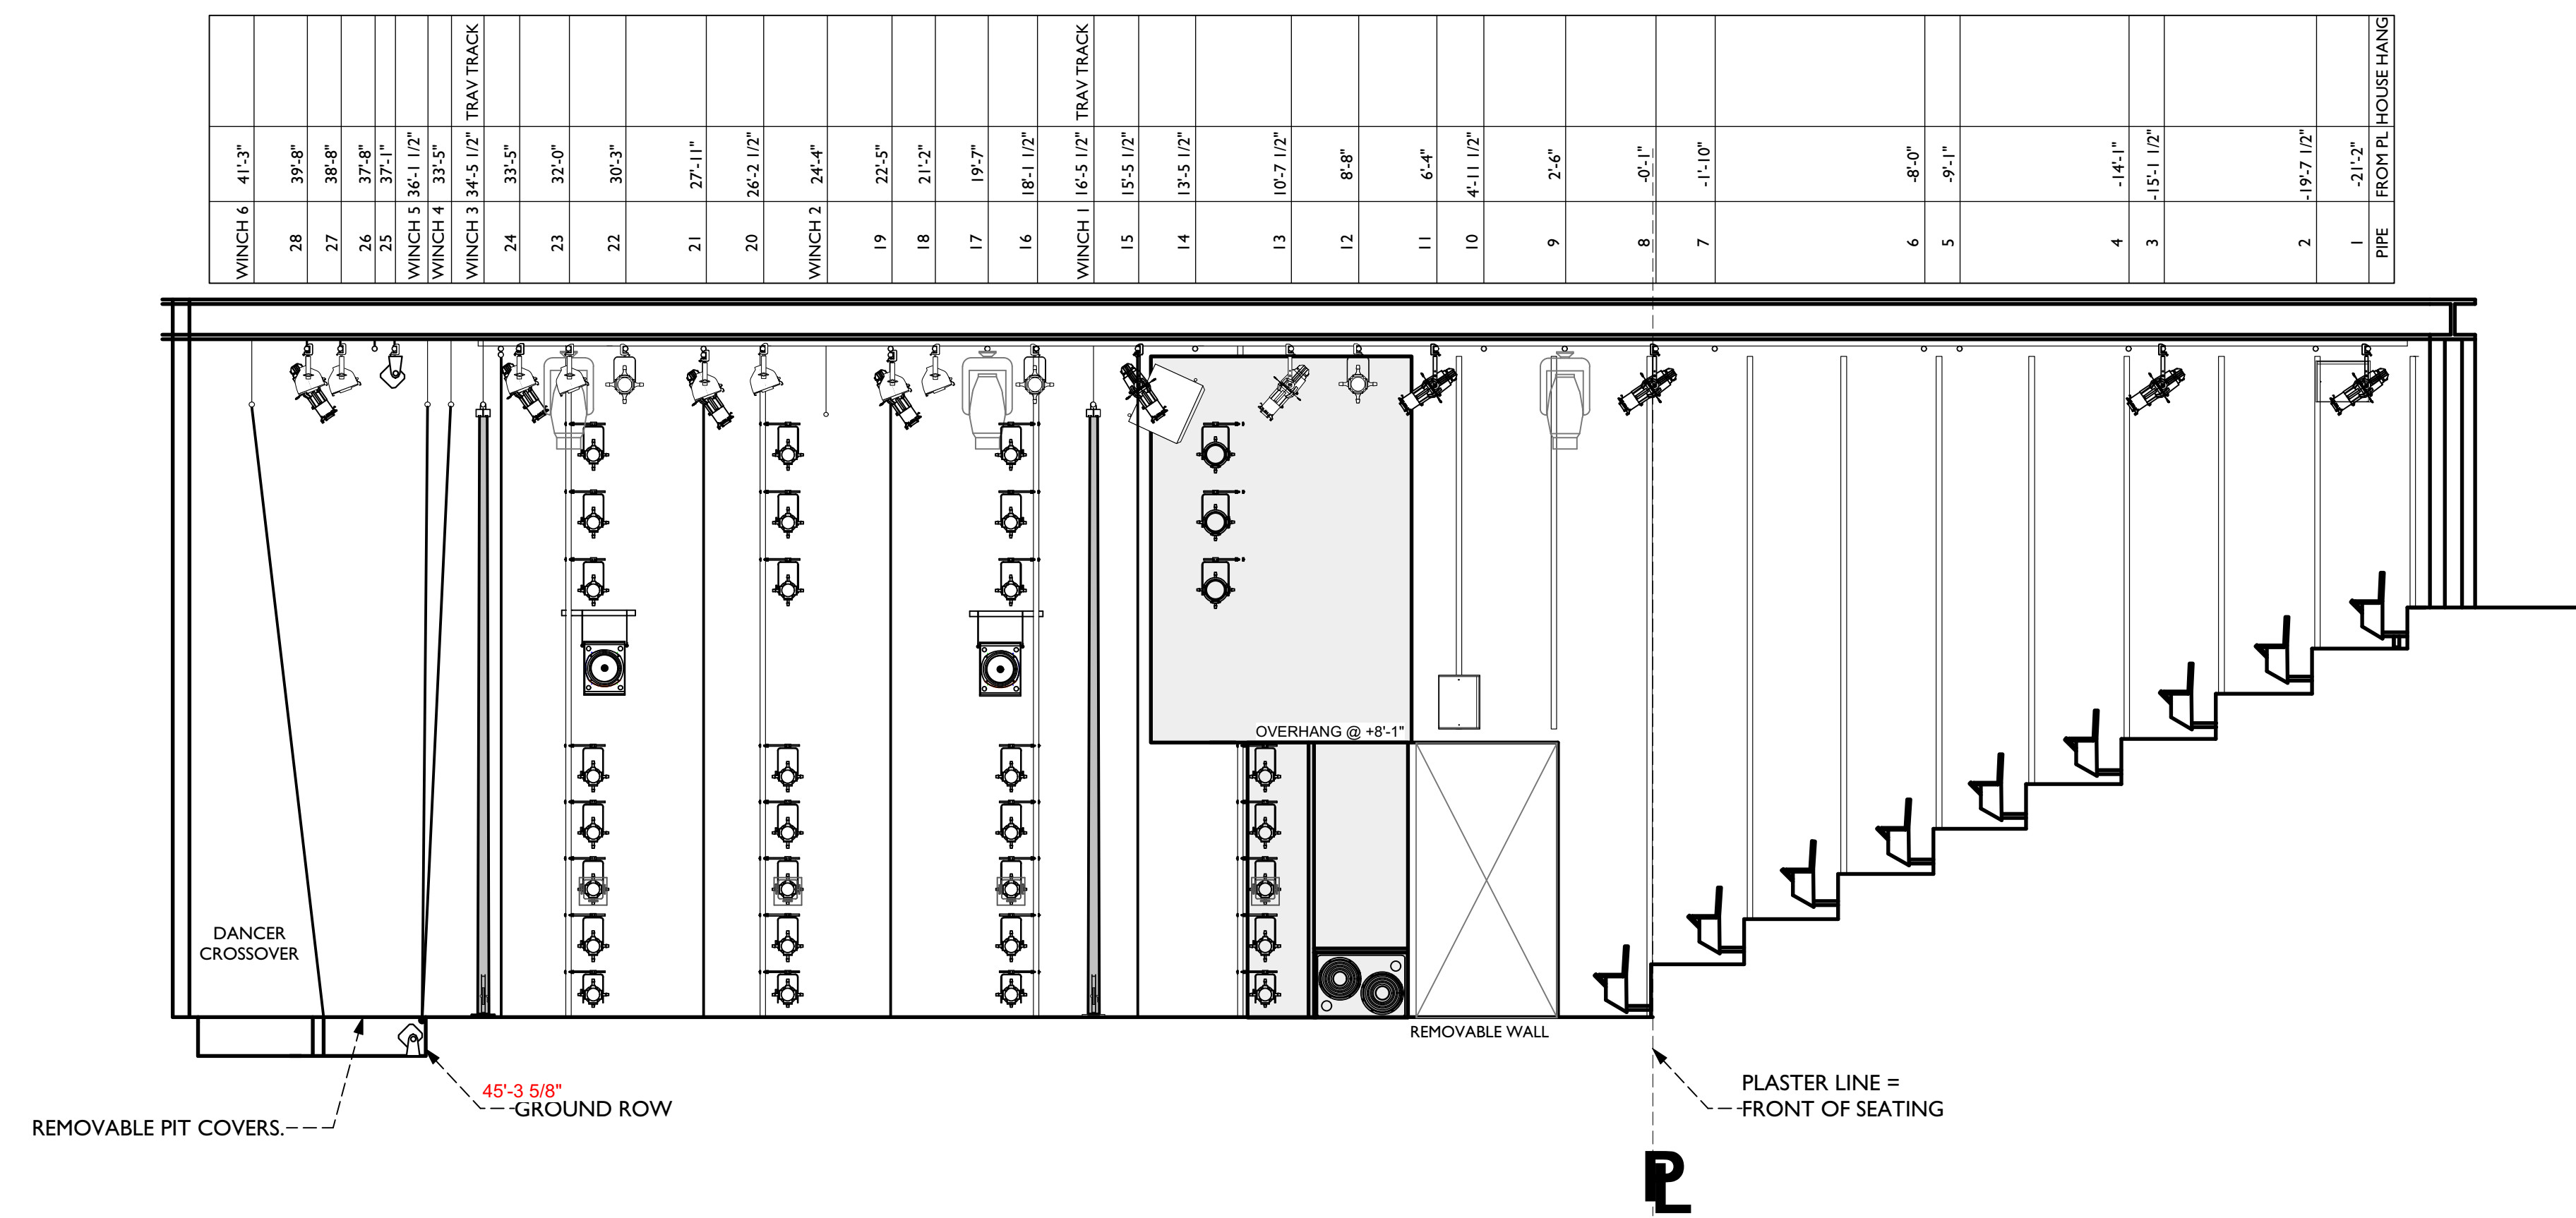 WINCH 6 41'-3"
28 39'-8"
27 38'-8"
26 37'-8"
25 37'-1"
WINCH 5 36'-1 1/2"
WINCH 4 33'-5"
WINCH 3 34'-5 1/2" TRAV TRACK
24 33'-5"
23 32'-0"
22 30'-3"
21 27'-11"
20 26'-2 1/2"
WINCH 2 24'-4"
19 22'-5"
18 21'-2"
17 19'-7"
16 18'-1 1/2"
WINCH 1 16'-5 1/2" TRAV TRACK
15 15'-5 1/2"
14 13'-5 1/2"
13 10'-7 1/2"
12 8'-8"
11 6'-4"
10 4'-11 1/2"
9 2'-6"
8 -0'-1"
7 -1'-10"
6 -8'-0"
5 -9'-1"
4 -14'-1"
3 -15'-1 1/2"
2 -19'-7 1/2"
1 -21'-2"
PIPE FROM PL HOUSE HANG
OVERHANG @ +8'-1"
DANCER
CROSSOVER
REMOVABLE WALL
45'-3 5/8"
GROUND ROW
REMOVABLE PIT COVERS.
PLASTER LINE =
FRONT OF SEATING
PL